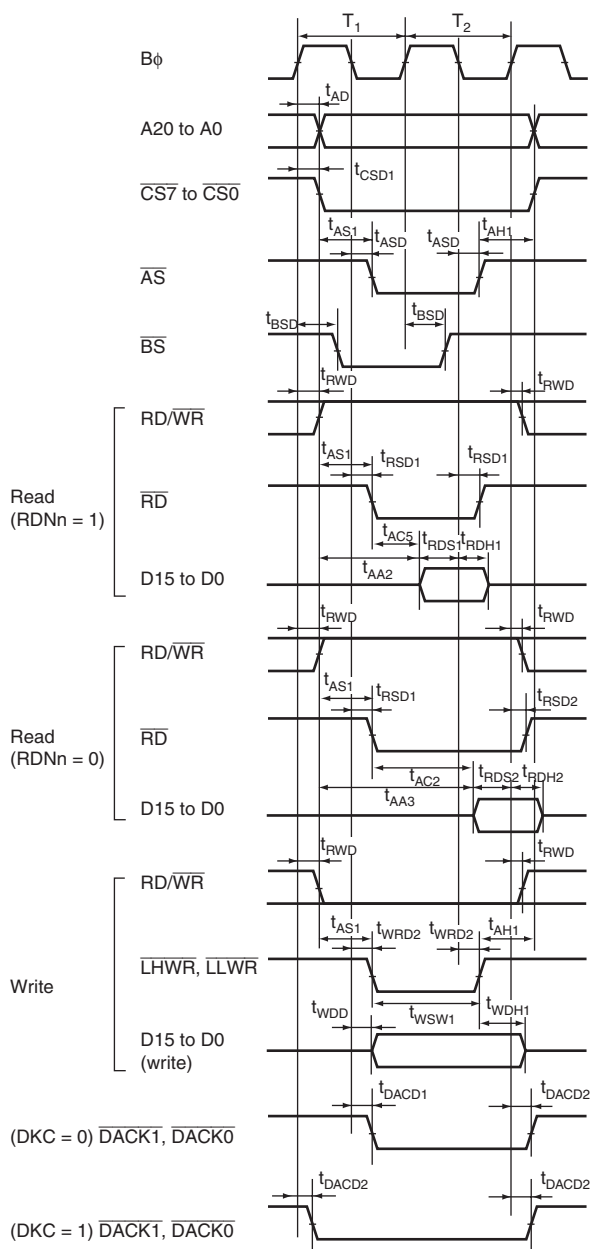 T1 T2
Bφ
tAD
A20 to A0
tCSD1
CS7 to CS0
tAS1 tASD tASD tAH1
AS
tBSD tBSD
BS
tRWD tRWD
RD/WR
tAS1 tRSD1 tRSD1
Read
(RDNn = 1)
RD
tAC5 tRDS1 tRDH1
tAA2
D15 to D0
tRWD tRWD
RD/WR
tAS1 tRSD1 tRSD2
Read
(RDNn = 0)
RD
tAC2 tRDS2 tRDH2
tAA3
D15 to D0
tRWD tRWD
RD/WR
tAS1 tWRD2 tWRD2 tAH1
Write
LHWR, LLWR
tWDD tWSW1 tWDH1
D15 to D0
(write)
tDACD1 tDACD2
(DKC = 0) DACK1, DACK0
tDACD2 tDACD2
(DKC = 1) DACK1, DACK0